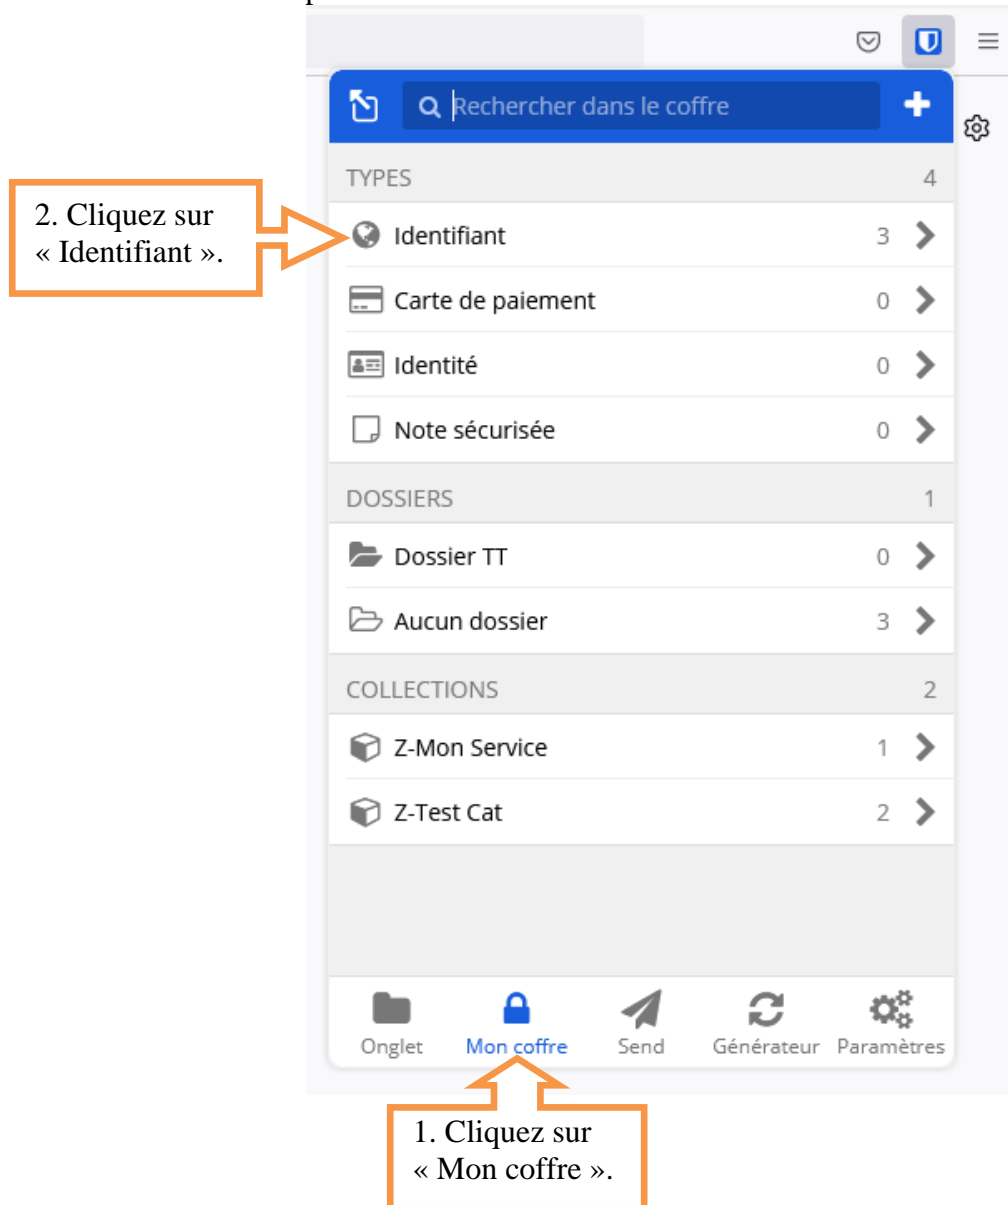 Rechercher dans le coffre
TYPES 4
2. Cliquez sur
« Identifiant ».
Identifiant 3
Carte de paiement 0
Identité 0
Note sécurisée 0
DOSSIERS 1
Dossier TT 0
Aucun dossier 3
COLLECTIONS 2
Z-Mon Service 1
Z-Test Cat 2
Onglet Mon coffre Send Générateur Paramètres
1. Cliquez sur
« Mon coffre ».